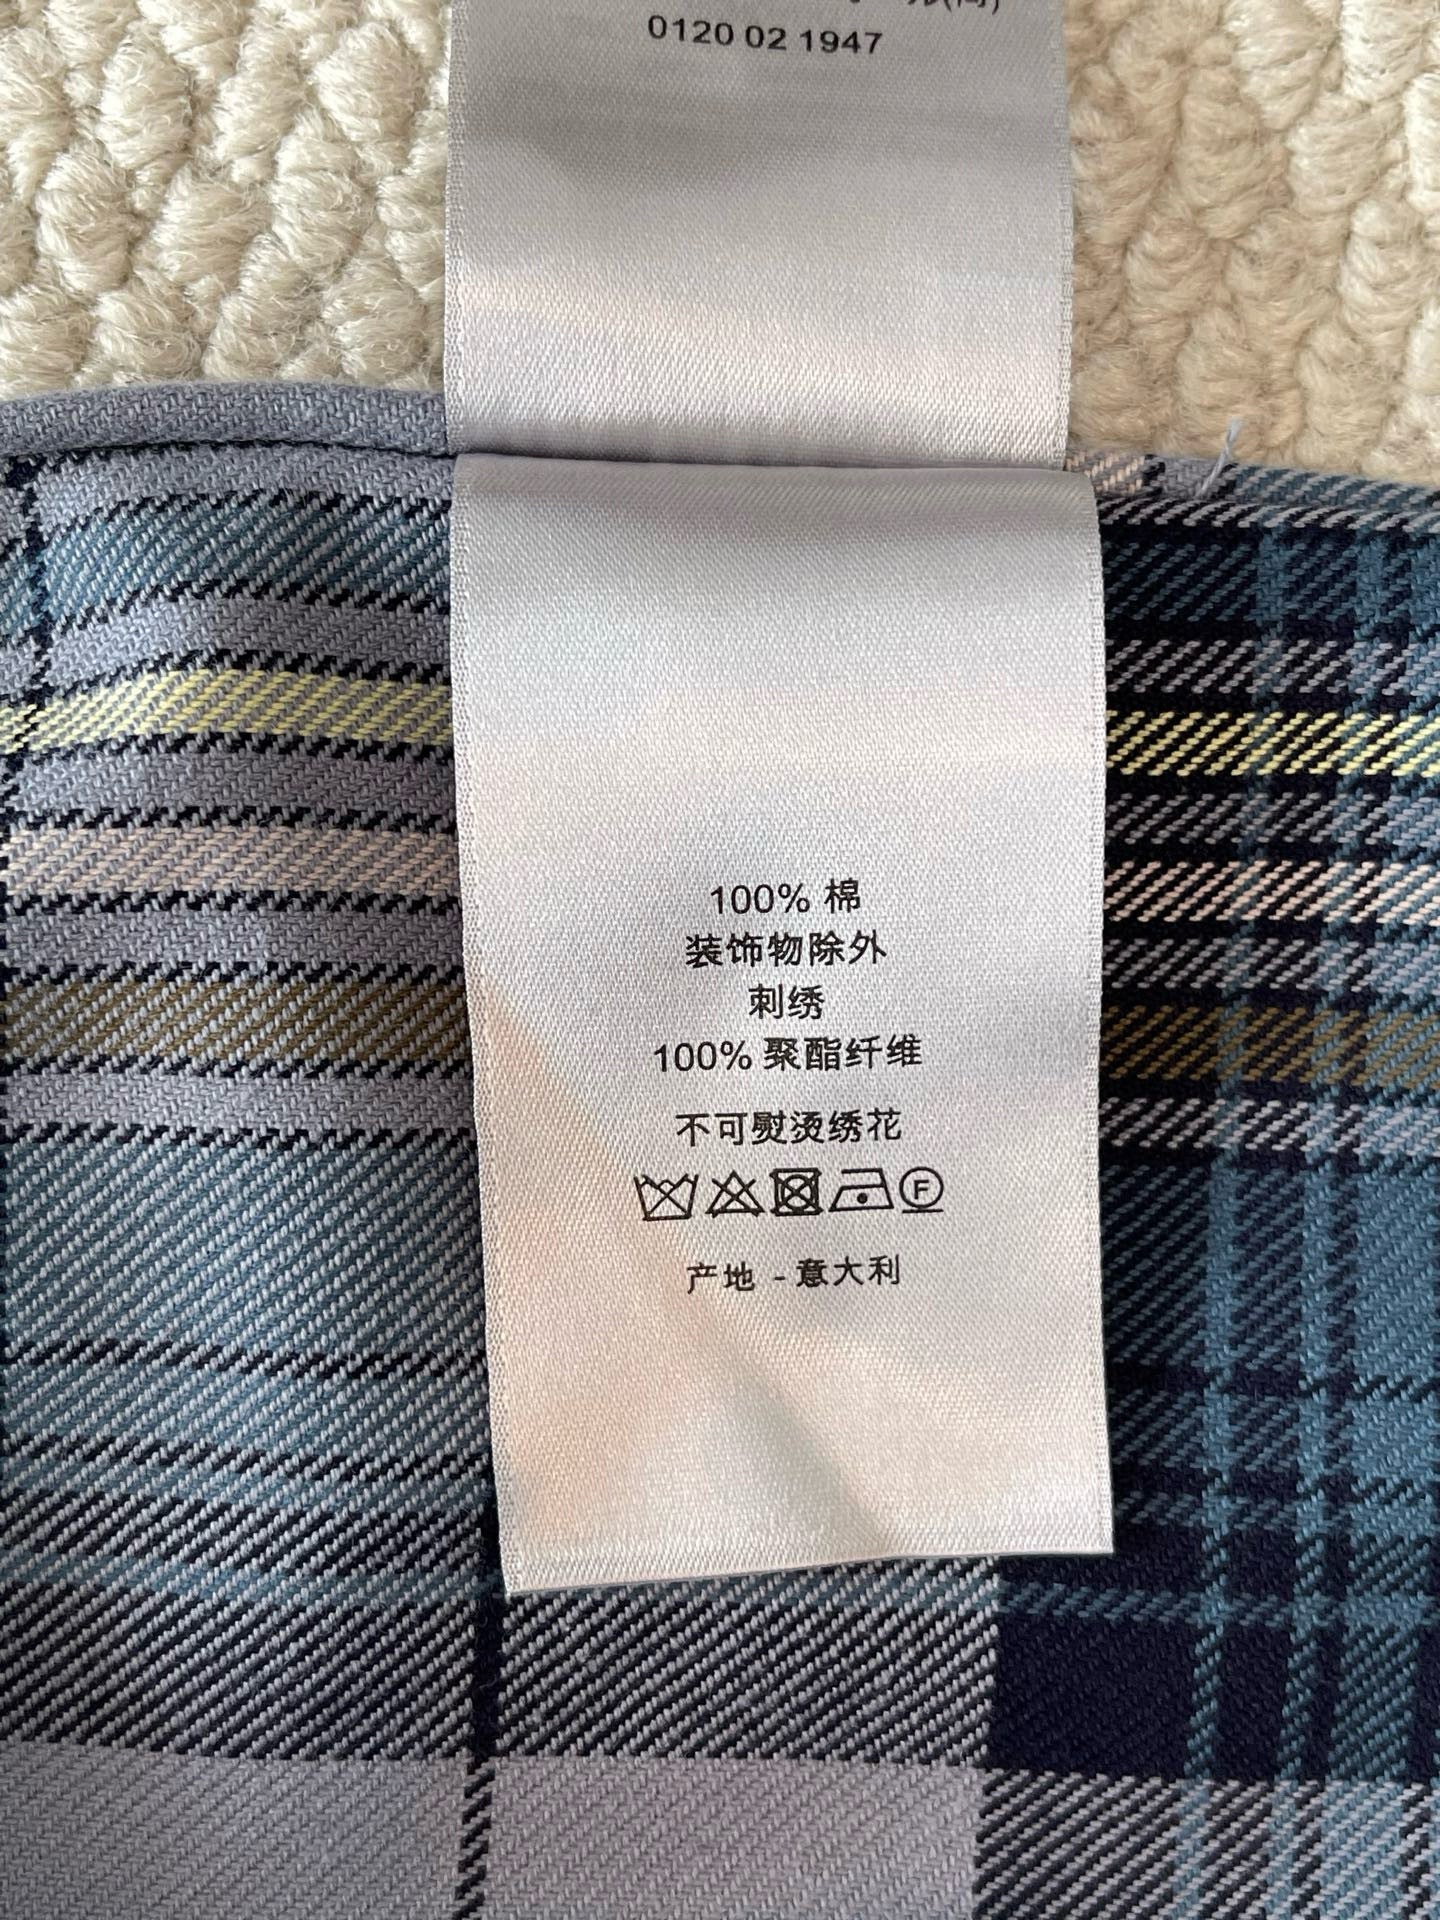 0120 02 1947
100% 棉
装饰物除外
刺绣
100% 聚酯纤维
不可熨烫绣花
F
产地 - 意大利